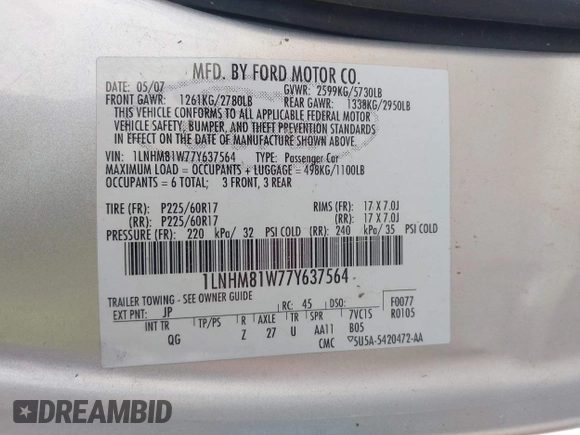 MFD. BY FORD MOTOR CO.
DATE: 05/07 GVWR: 2599KG/5730LB
FRONT GAWR: 1261KG/2780LB REAR GAWR: 1338KG/2950LB
THIS VEHICLE CONFORMS TO ALL APPLICABLE FEDERAL MOTOR
VEHICLE SAFETY, BUMPER, AND THEFT PREVENTION STANDARDS
IN EFFECT ON THE DATE OF MANUFACTURE SHOWN ABOVE.
VIN: 1LNHM81W77Y637564 TYPE: Passenger Car
MAXIMUM LOAD = OCCUPANTS + LUGGAGE = 498KG/1100LB
OCCUPANTS = 6 TOTAL; 3 FRONT, 3 REAR
TIRE (FR): P225/60R17 RIMS (FR): 17 X 7.0J
(RR): P225/60R17 (RR): 17 X 7.0J
PRESSURE (FR): 220 kPa/ 32 PSI COLD (RR): 240 kPa/ 35 PSI COLD
1LNHM81W77Y637564
TRAILER TOWING - SEE OWNER GUIDE
EXT PNT: JP RC: 45 DSO: F0077
INT TR TP/PS R AXLE TR SPR 7VC1S R0105
QG Z 27 U AA11 B05
CMC ▽5U5A-5420472-AA
DREAMBID